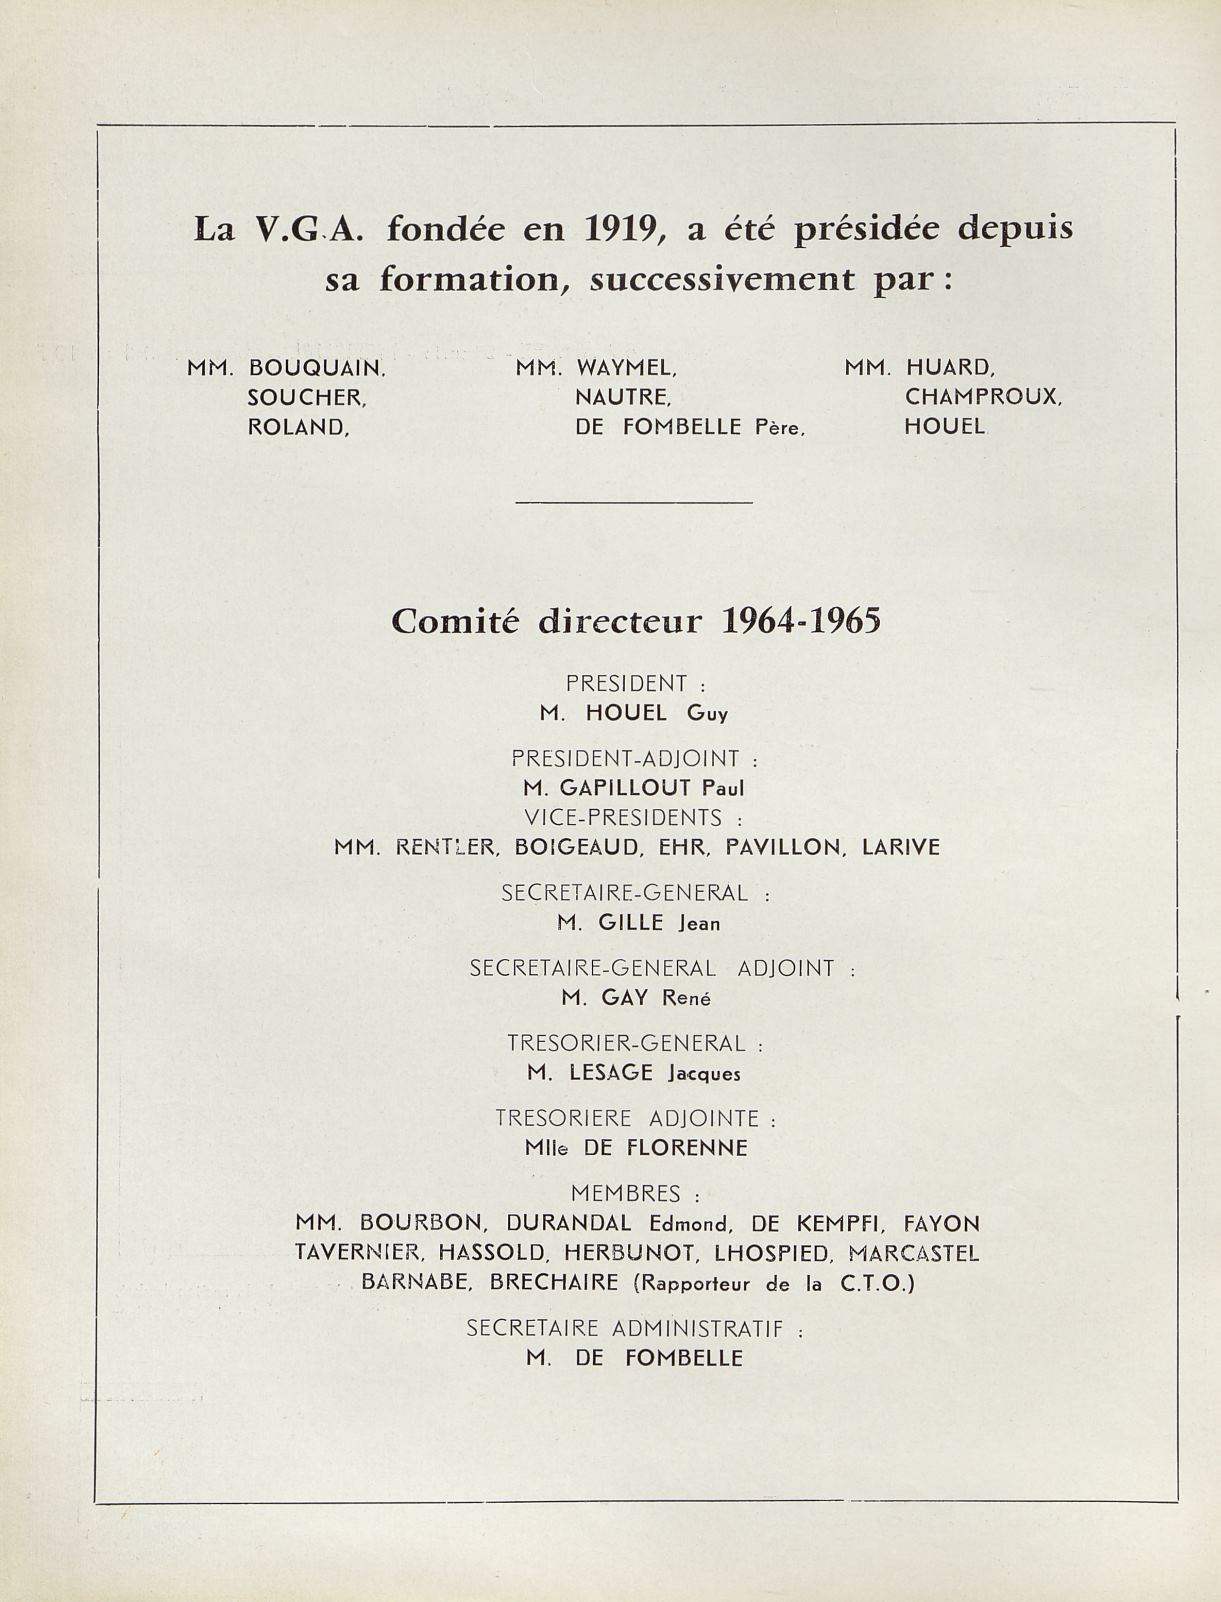 La V.G.A. fondée en 1919, a été présidée depuis
sa formation, successivement par :
MM. BOUQUAIN,
SOUCHER,
ROLAND,
MM. WAYMEL,
NAUTRE,
DE FOMBELLE Père,
MM. HUARD,
CHAMPROUX,
HOUEL
Comité directeur 1964-1965
PRESIDENT :
M. HOUEL Guy
PRESIDENT-ADJOINT :
M. GAPILLOUT Paul
VICE-PRESIDENTS :
MM. RENTLER, BOIGEAUD, EHR, PAVILLON, LARIVE
SECRETAIRE-GENERAL :
M. GILLE Jean
SECRETAIRE-GENERAL ADJOINT :
M. GAY René
TRESORIER-GENERAL :
M. LESAGE Jacques
TRESORIERE ADJOINTE :
Mlle DE FLORENNE
MEMBRES :
MM. BOURBON, DURANDAL Edmond, DE KEMPFI, FAYON
TAVERNIER, HASSOLD, HERBUNOT, LHOSPIED, MARCASTEL
BARNABE, BRECHAIRE (Rapporteur de la C.T.O.)
SECRETAIRE ADMINISTRATIF :
M. DE FOMBELLE